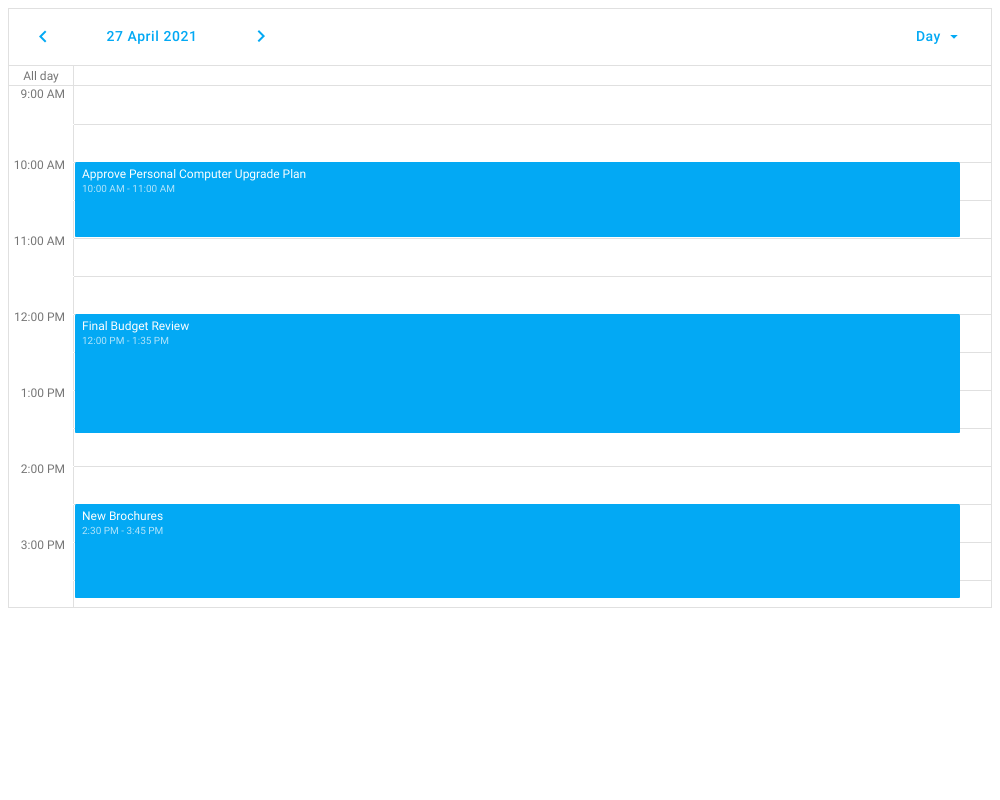 27 April 2021
Day
All day
9:00 AM
10:00 AM
Approve Personal Computer Upgrade Plan
10:00 AM - 11:00 AM
11:00 AM
12:00 PM
Final Budget Review
12:00 PM - 1:35 PM
1:00 PM
2:00 PM
New Brochures
2:30 PM - 3:45 PM
3:00 PM